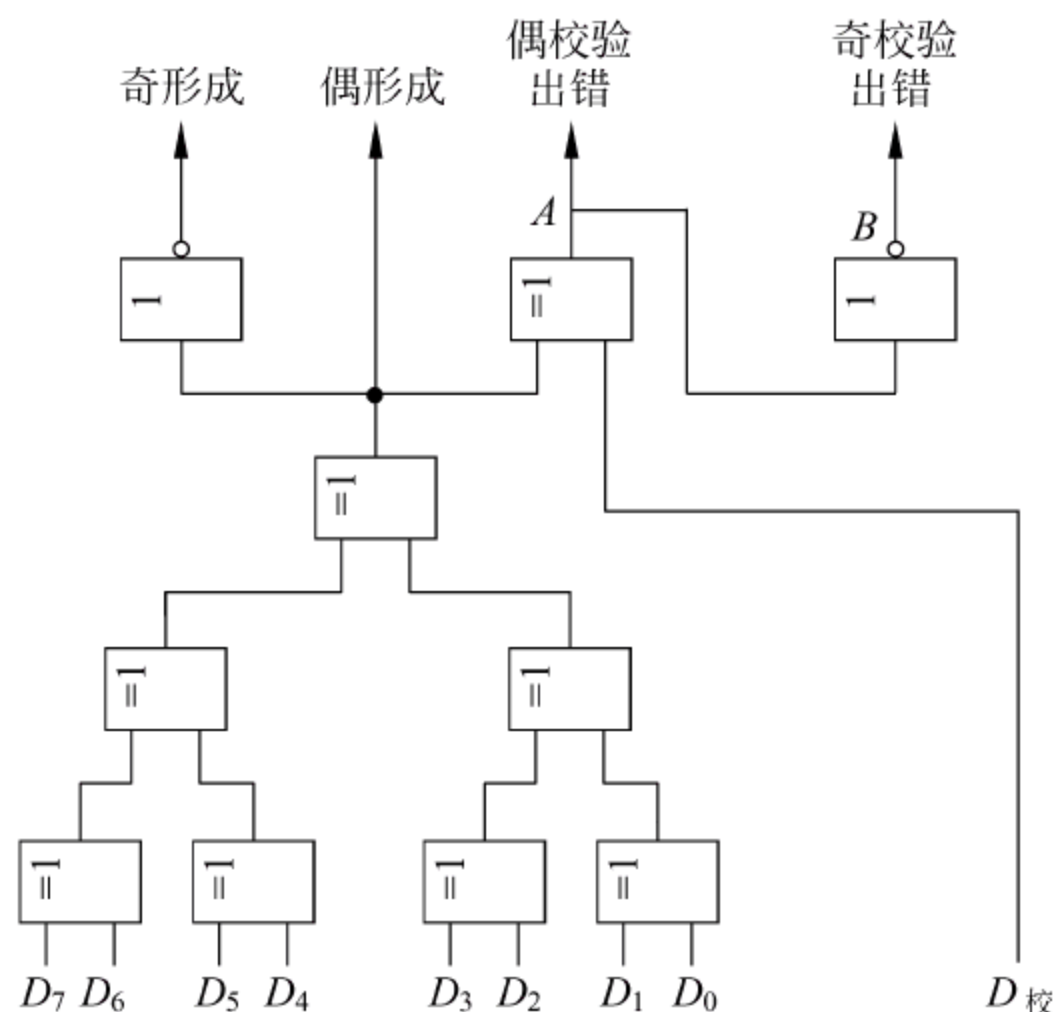 奇形成 偶形成 偶校验出错 奇校验出错
A B
1 =1 1
=1
=1 =1
=1 =1 =1 =1
D7 D6 D5 D4 D3 D2 D1 D0 D校